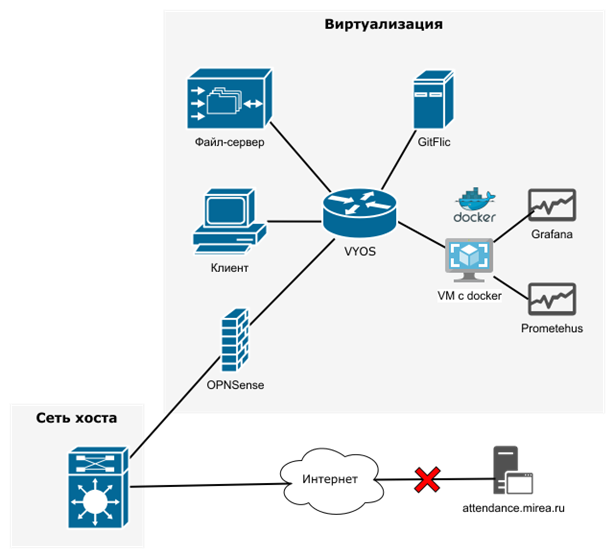 Виртуализация
Файл-сервер
GitFlic
docker
Grafana
Клиент
VYOS
VM с docker
Prometehus
OPNSense
Сеть хоста
Интернет
attendance.mirea.ru